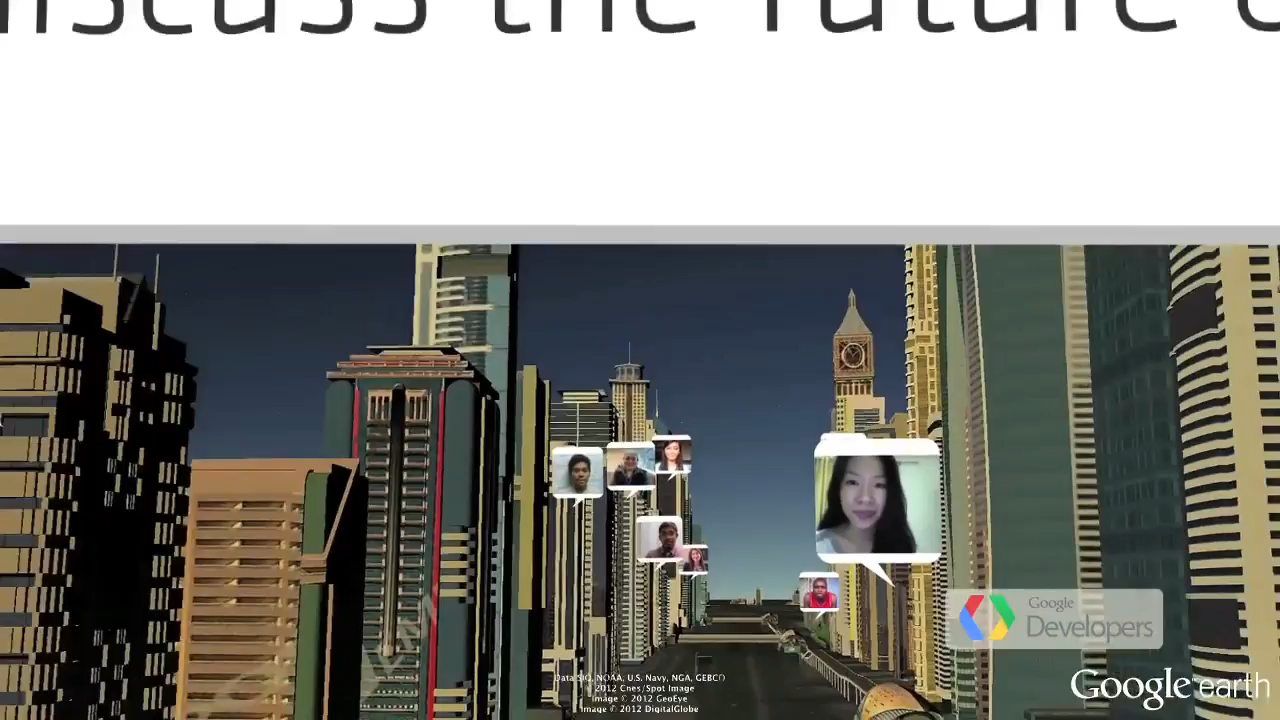 discuss the future o
Google
Developers
Data SIO, NOAA, U.S. Navy, NGA, GEBCO
© 2012 Cnes/Spot Image
Image © 2012 GeoEye
Image © 2012 DigitalGlobe
Google earth